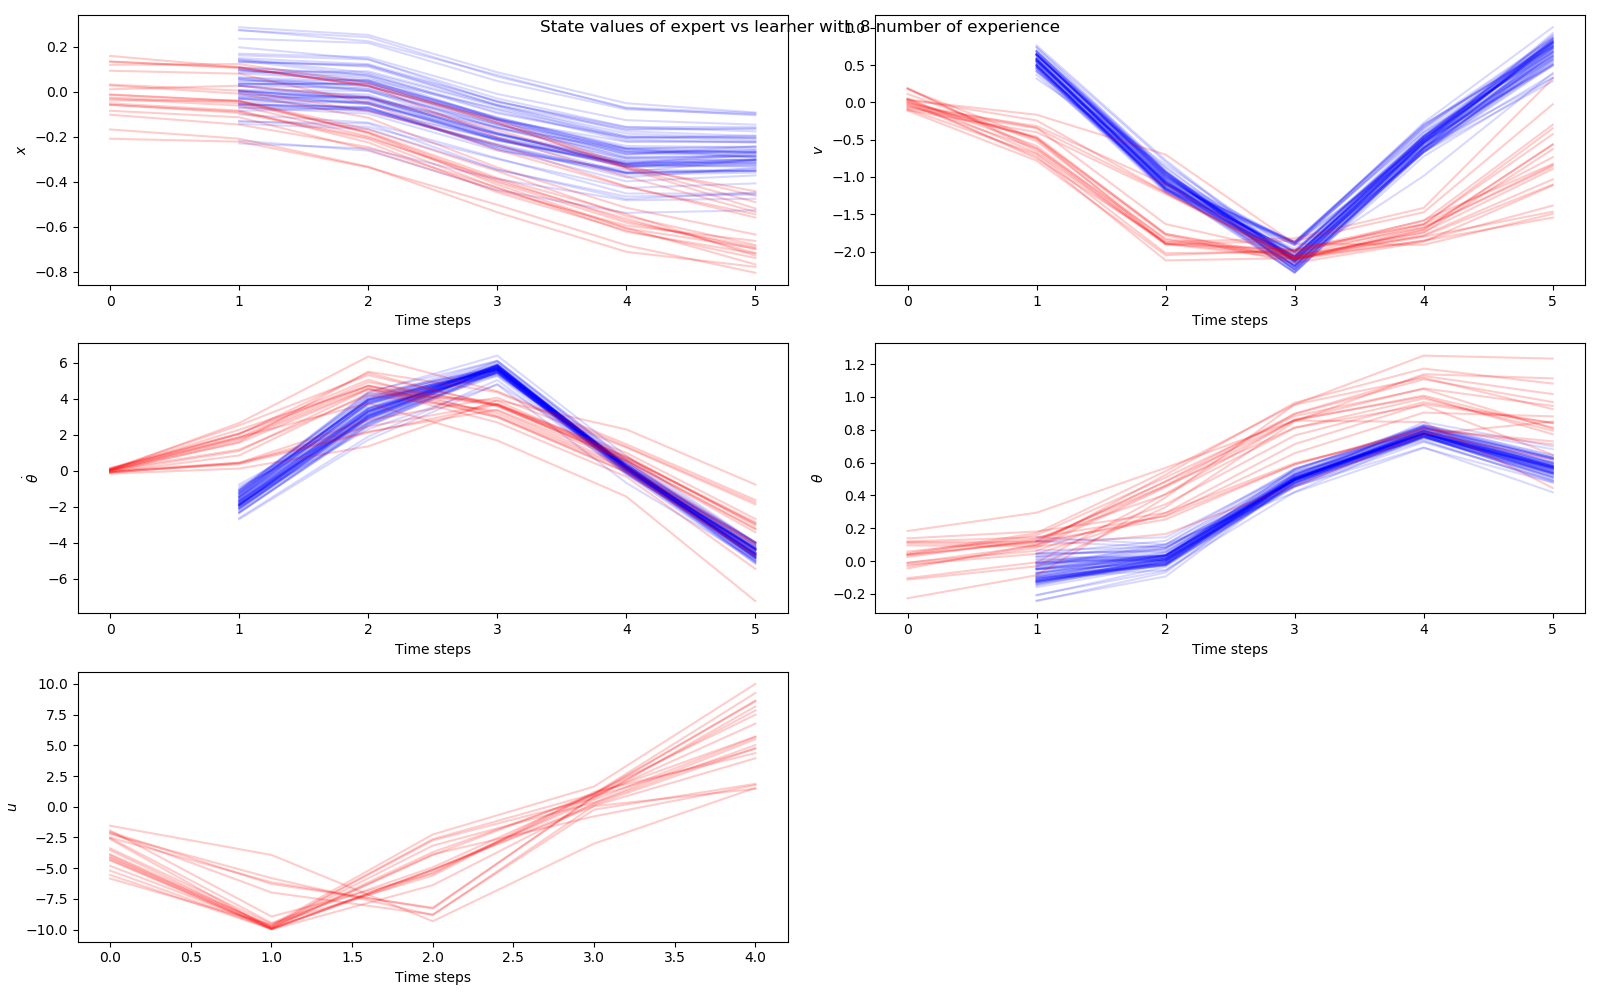 State values of expert vs learner with 8 number of experience
0.2
0.0
−0.2
−0.4
−0.6
−0.8
x
0 1 2 3 4 5
Time steps
1.0
0.5
0.0
−0.5
−1.0
−1.5
−2.0
v
0 1 2 3 4 5
Time steps
6
4
2
0
−2
−4
−6
θ̇
0 1 2 3 4 5
Time steps
1.2
1.0
0.8
0.6
0.4
0.2
0.0
−0.2
θ
0 1 2 3 4 5
Time steps
10.0
7.5
5.0
2.5
0.0
−2.5
−5.0
−7.5
−10.0
u
0.0 0.5 1.0 1.5 2.0 2.5 3.0 3.5 4.0
Time steps